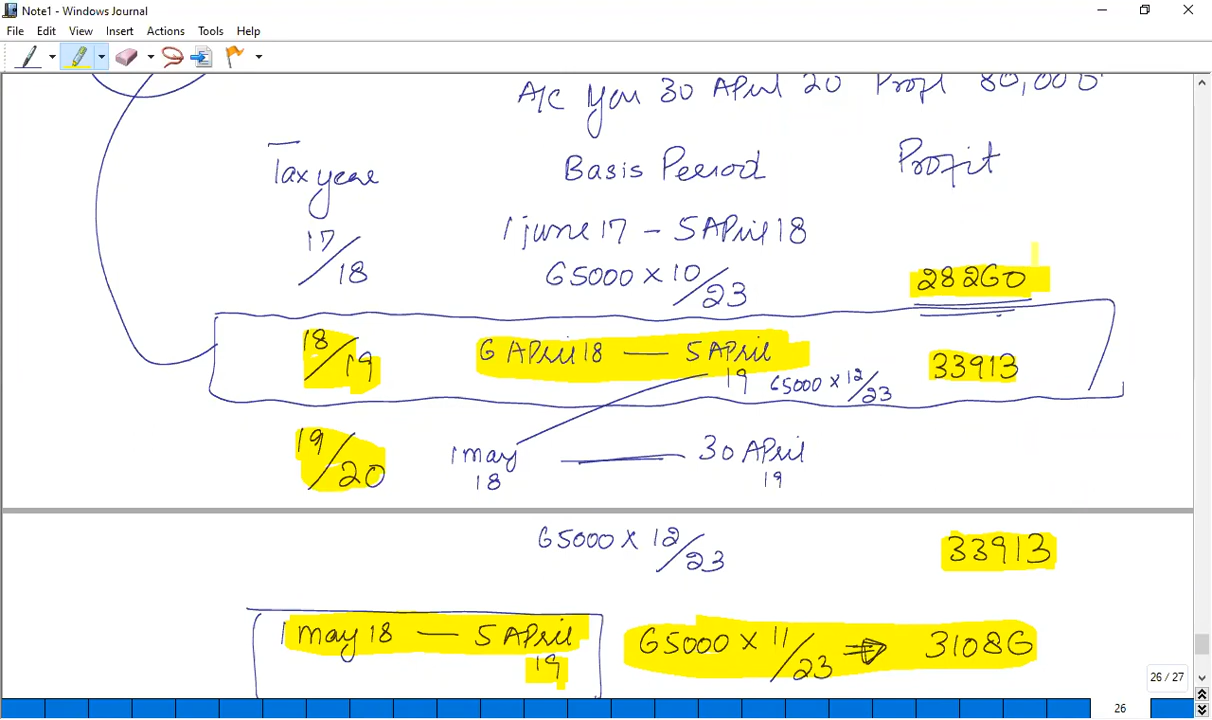 Note1 - Windows Journal
File Edit View Insert Actions Tools Help
A/C Year 30 April 20 Profit 80,000
Tax year Basis Period Profit
17/18 1 june 17 - 5 April 18
65000 x 10/23 28260
18/19 6 April 18 — 5 April 19 33913
65000 x 12/23
19/20 1 may 18 — 30 April 19
65000 x 12/23 33913
1 may 18 — 5 April 19 65000 x 11/23 ⇒ 31086
26 / 27
26